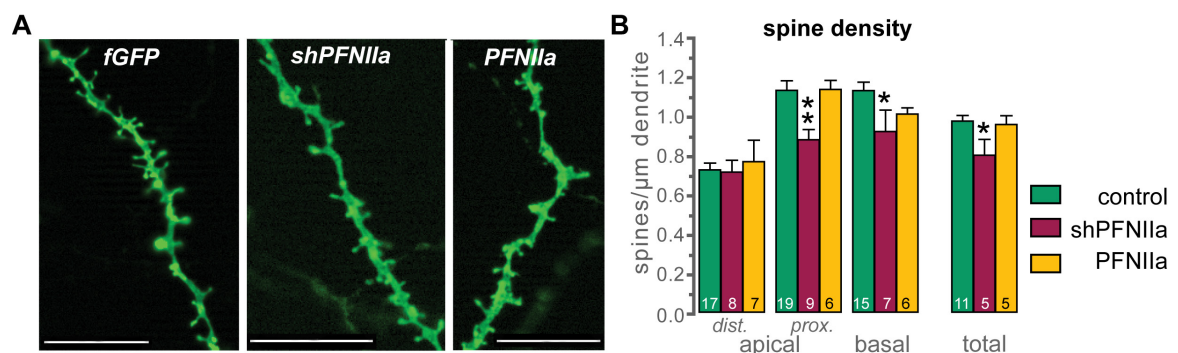 A
fGFP
shPFNIIa
PFNIIa
B
spine density
spines/µm dendrite
1.4
1.2
1.0
0.8
0.6
0.4
0.2
0.0
** * *
17 8 7 19 9 6 15 7 6 11 5 5
dist. prox.
apical basal total
control
shPFNIIa
PFNIIa